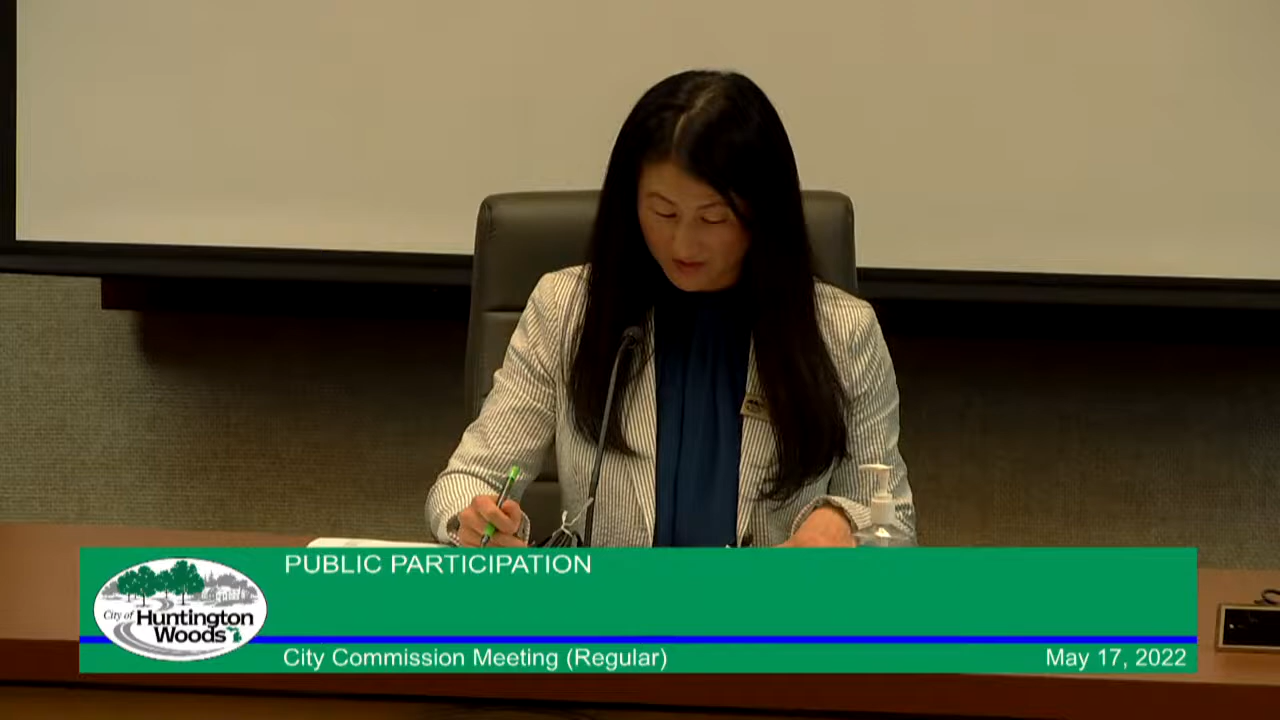 PUBLIC PARTICIPATION
City of
Huntington
Woods
City Commission Meeting (Regular)
May 17, 2022